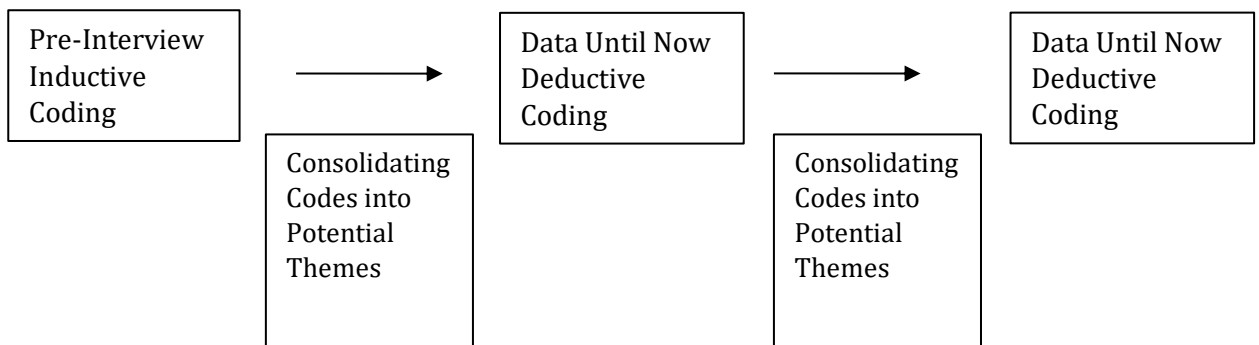 Pre-Interview
Inductive
Coding
Consolidating
Codes into
Potential
Themes
Data Until Now
Deductive
Coding
Consolidating
Codes into
Potential
Themes
Data Until Now
Deductive
Coding